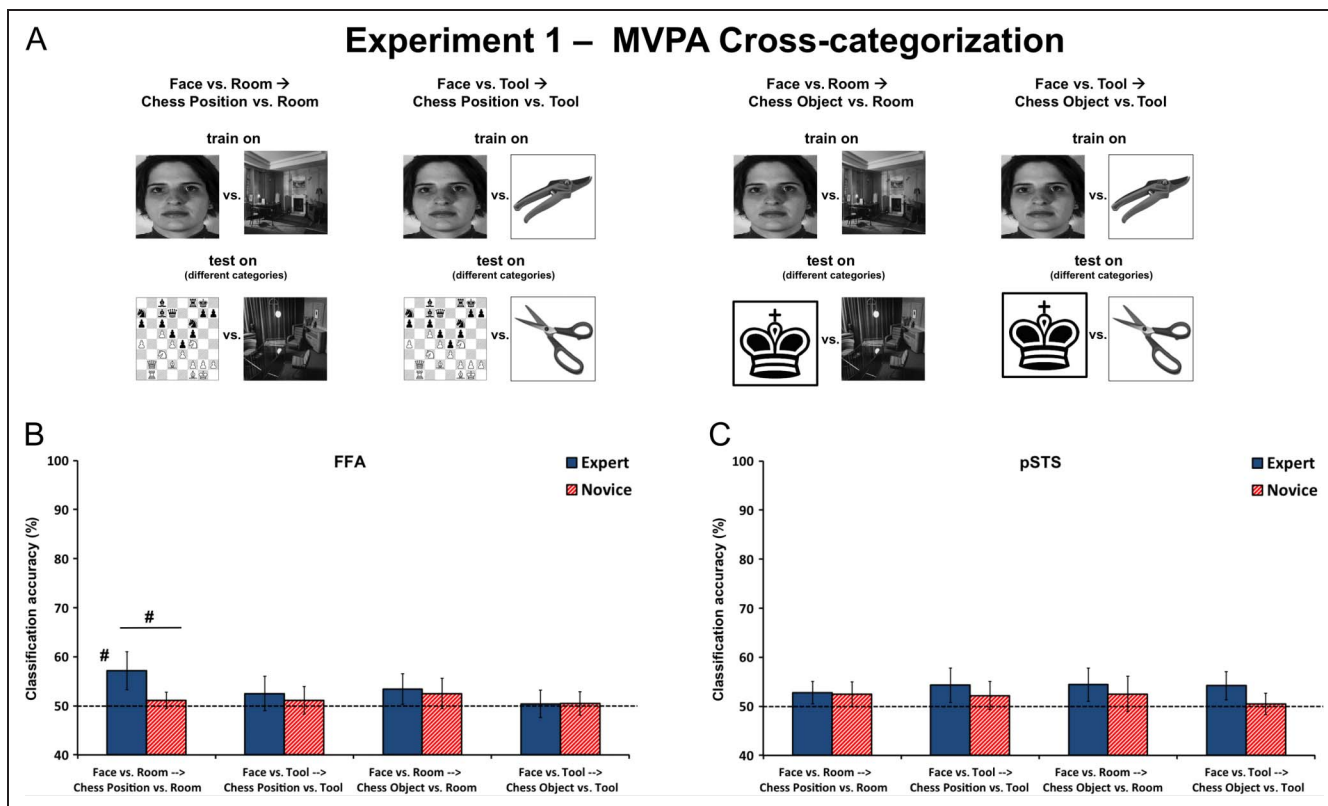 A
Experiment 1 – MVPA Cross-categorization
Face vs. Room →
Chess Position vs. Room
train on
vs.
test on
(different categories)
vs.
Face vs. Tool →
Chess Position vs. Tool
train on
vs.
test on
(different categories)
vs.
Face vs. Room →
Chess Object vs. Room
train on
vs.
test on
(different categories)
vs.
Face vs. Tool →
Chess Object vs. Tool
train on
vs.
test on
(different categories)
vs.
B
FFA
Expert
Novice
Classification accuracy (%)
100
90
80
70
60
50
40
#
#
Face vs. Room -->
Chess Position vs. Room
Face vs. Tool -->
Chess Position vs. Tool
Face vs. Room -->
Chess Object vs. Room
Face vs. Tool -->
Chess Object vs. Tool
C
pSTS
Expert
Novice
Classification accuracy (%)
100
90
80
70
60
50
40
Face vs. Room -->
Chess Position vs. Room
Face vs. Tool -->
Chess Position vs. Tool
Face vs. Room -->
Chess Object vs. Room
Face vs. Tool -->
Chess Object vs. Tool